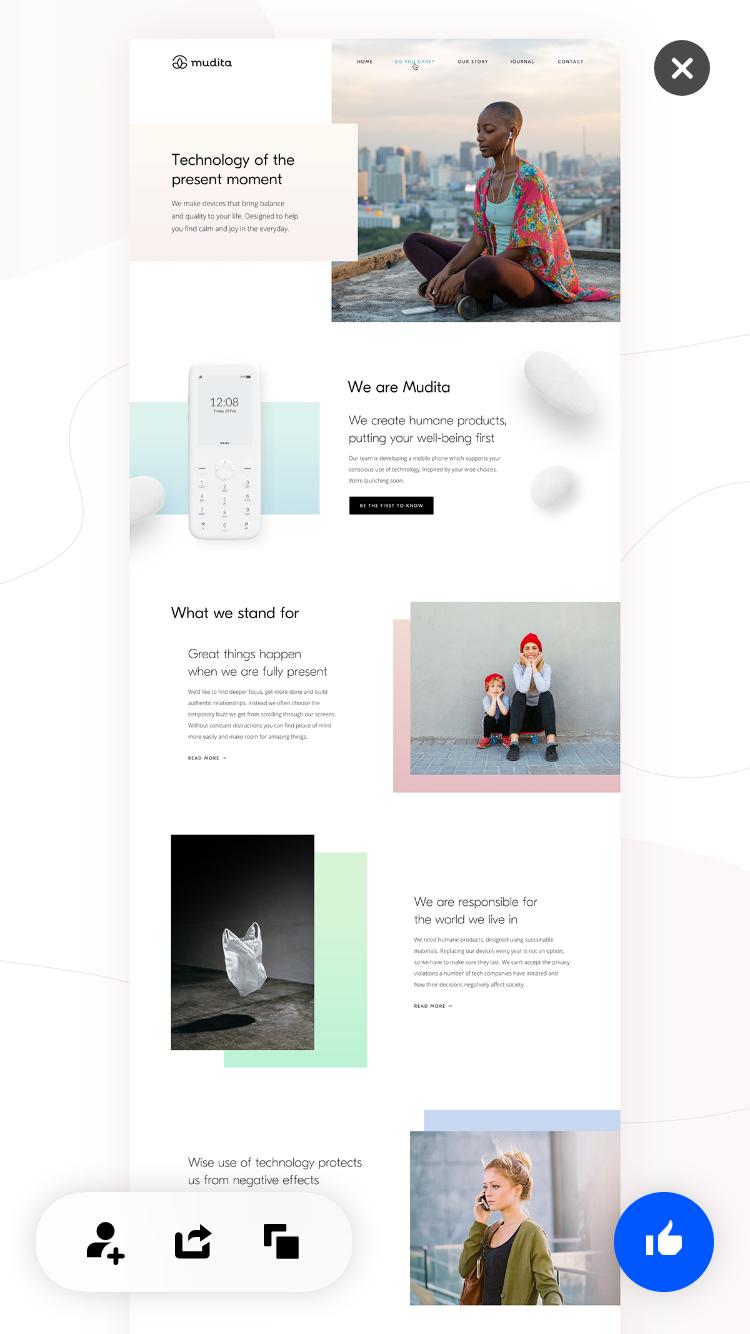 mudita
HOME DO YOU CARE? OUR STORY JOURNAL CONTACT
Technology of the
present moment
We make devices that bring balance
and quality to your life. Designed to help
you find calm and joy in the everyday.
12:08
Friday, 23 Feb
MENU
1
2
3
4
5
6
7
8
9
*
0
#
We are Mudita
We create humane products,
putting your well-being first
Our team is developing a mobile phone which supports your
conscious use of technology. Inspired by your wise choices.
We're launching soon.
BE THE FIRST TO KNOW
What we stand for
Great things happen
when we are fully present
We'd like to find deeper focus, get more done and build
authentic relationships. Instead we often choose the
temporary buzz we get from scrolling through our screens.
Without constant distractions you can find peace of mind
more easily and make room for amazing things.
READ MORE →
We are responsible for
the world we live in
We need humane products, designed using sustainable
materials. Replacing our devices every year is not an option,
so we have to make sure they last. We can't accept the privacy
violations a number of tech companies have initiated and
how their decisions negatively affect society.
READ MORE →
Wise use of technology protects
us from negative effects